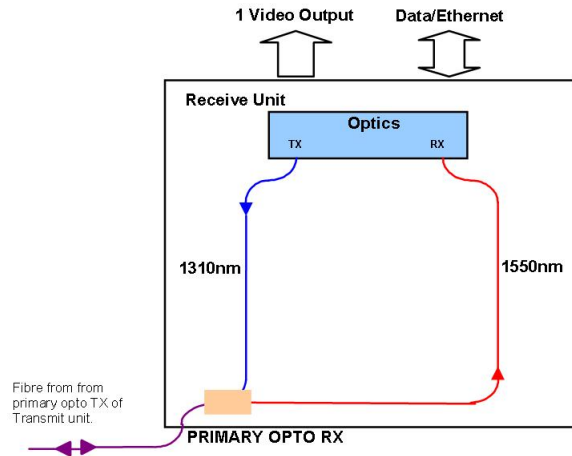 1 Video Output
Data/Ethernet
Receive Unit
Optics
TX
RX
1310nm
1550nm
Fibre from from
primary opto TX of
Transmit unit.
PRIMARY OPTO RX